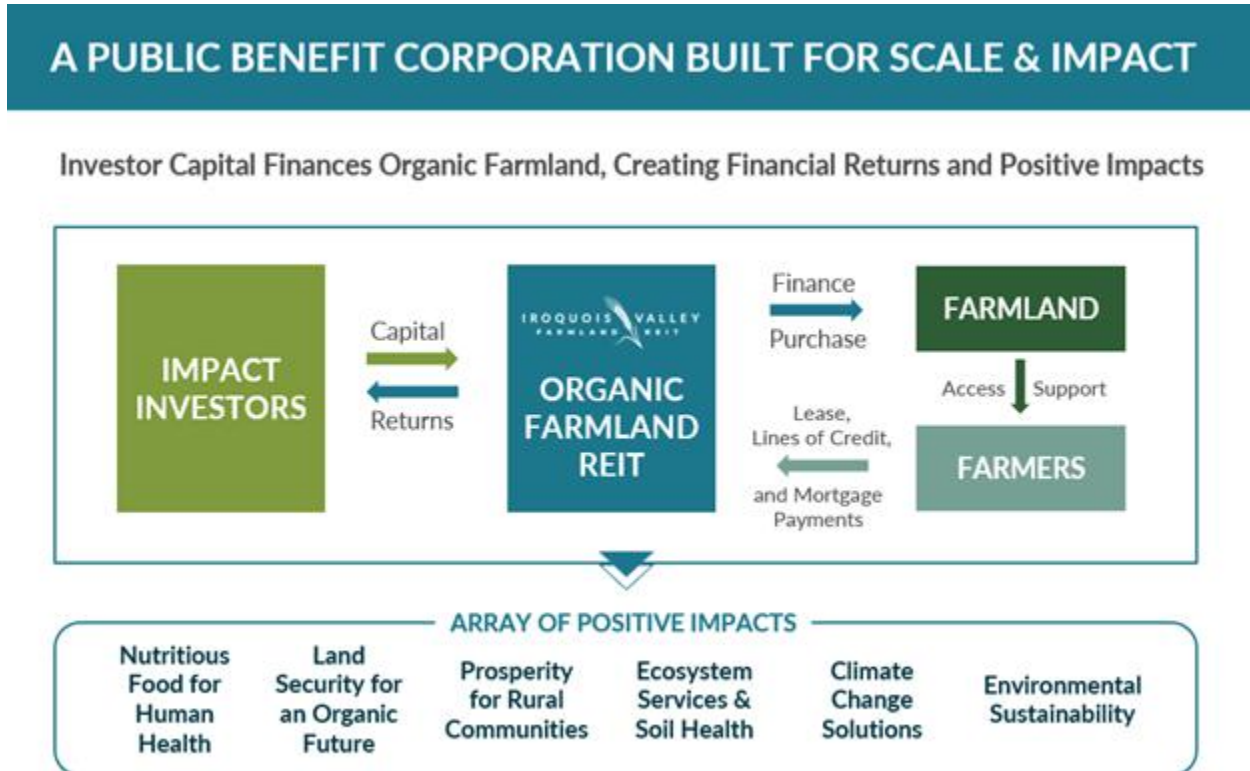 A PUBLIC BENEFIT CORPORATION BUILT FOR SCALE & IMPACT
Investor Capital Finances Organic Farmland, Creating Financial Returns and Positive Impacts
IMPACT
INVESTORS
Capital
Returns
IROQUOIS VALLEY
FARMLAND REIT
ORGANIC
FARMLAND
REIT
Finance
Purchase
FARMLAND
Access Support
Lease,
Lines of Credit,
and Mortgage
Payments
FARMERS
ARRAY OF POSITIVE IMPACTS
Nutritious
Food for
Human
Health
Land
Security for
an Organic
Future
Prosperity
for Rural
Communities
Ecosystem
Services &
Soil Health
Climate
Change
Solutions
Environmental
Sustainability